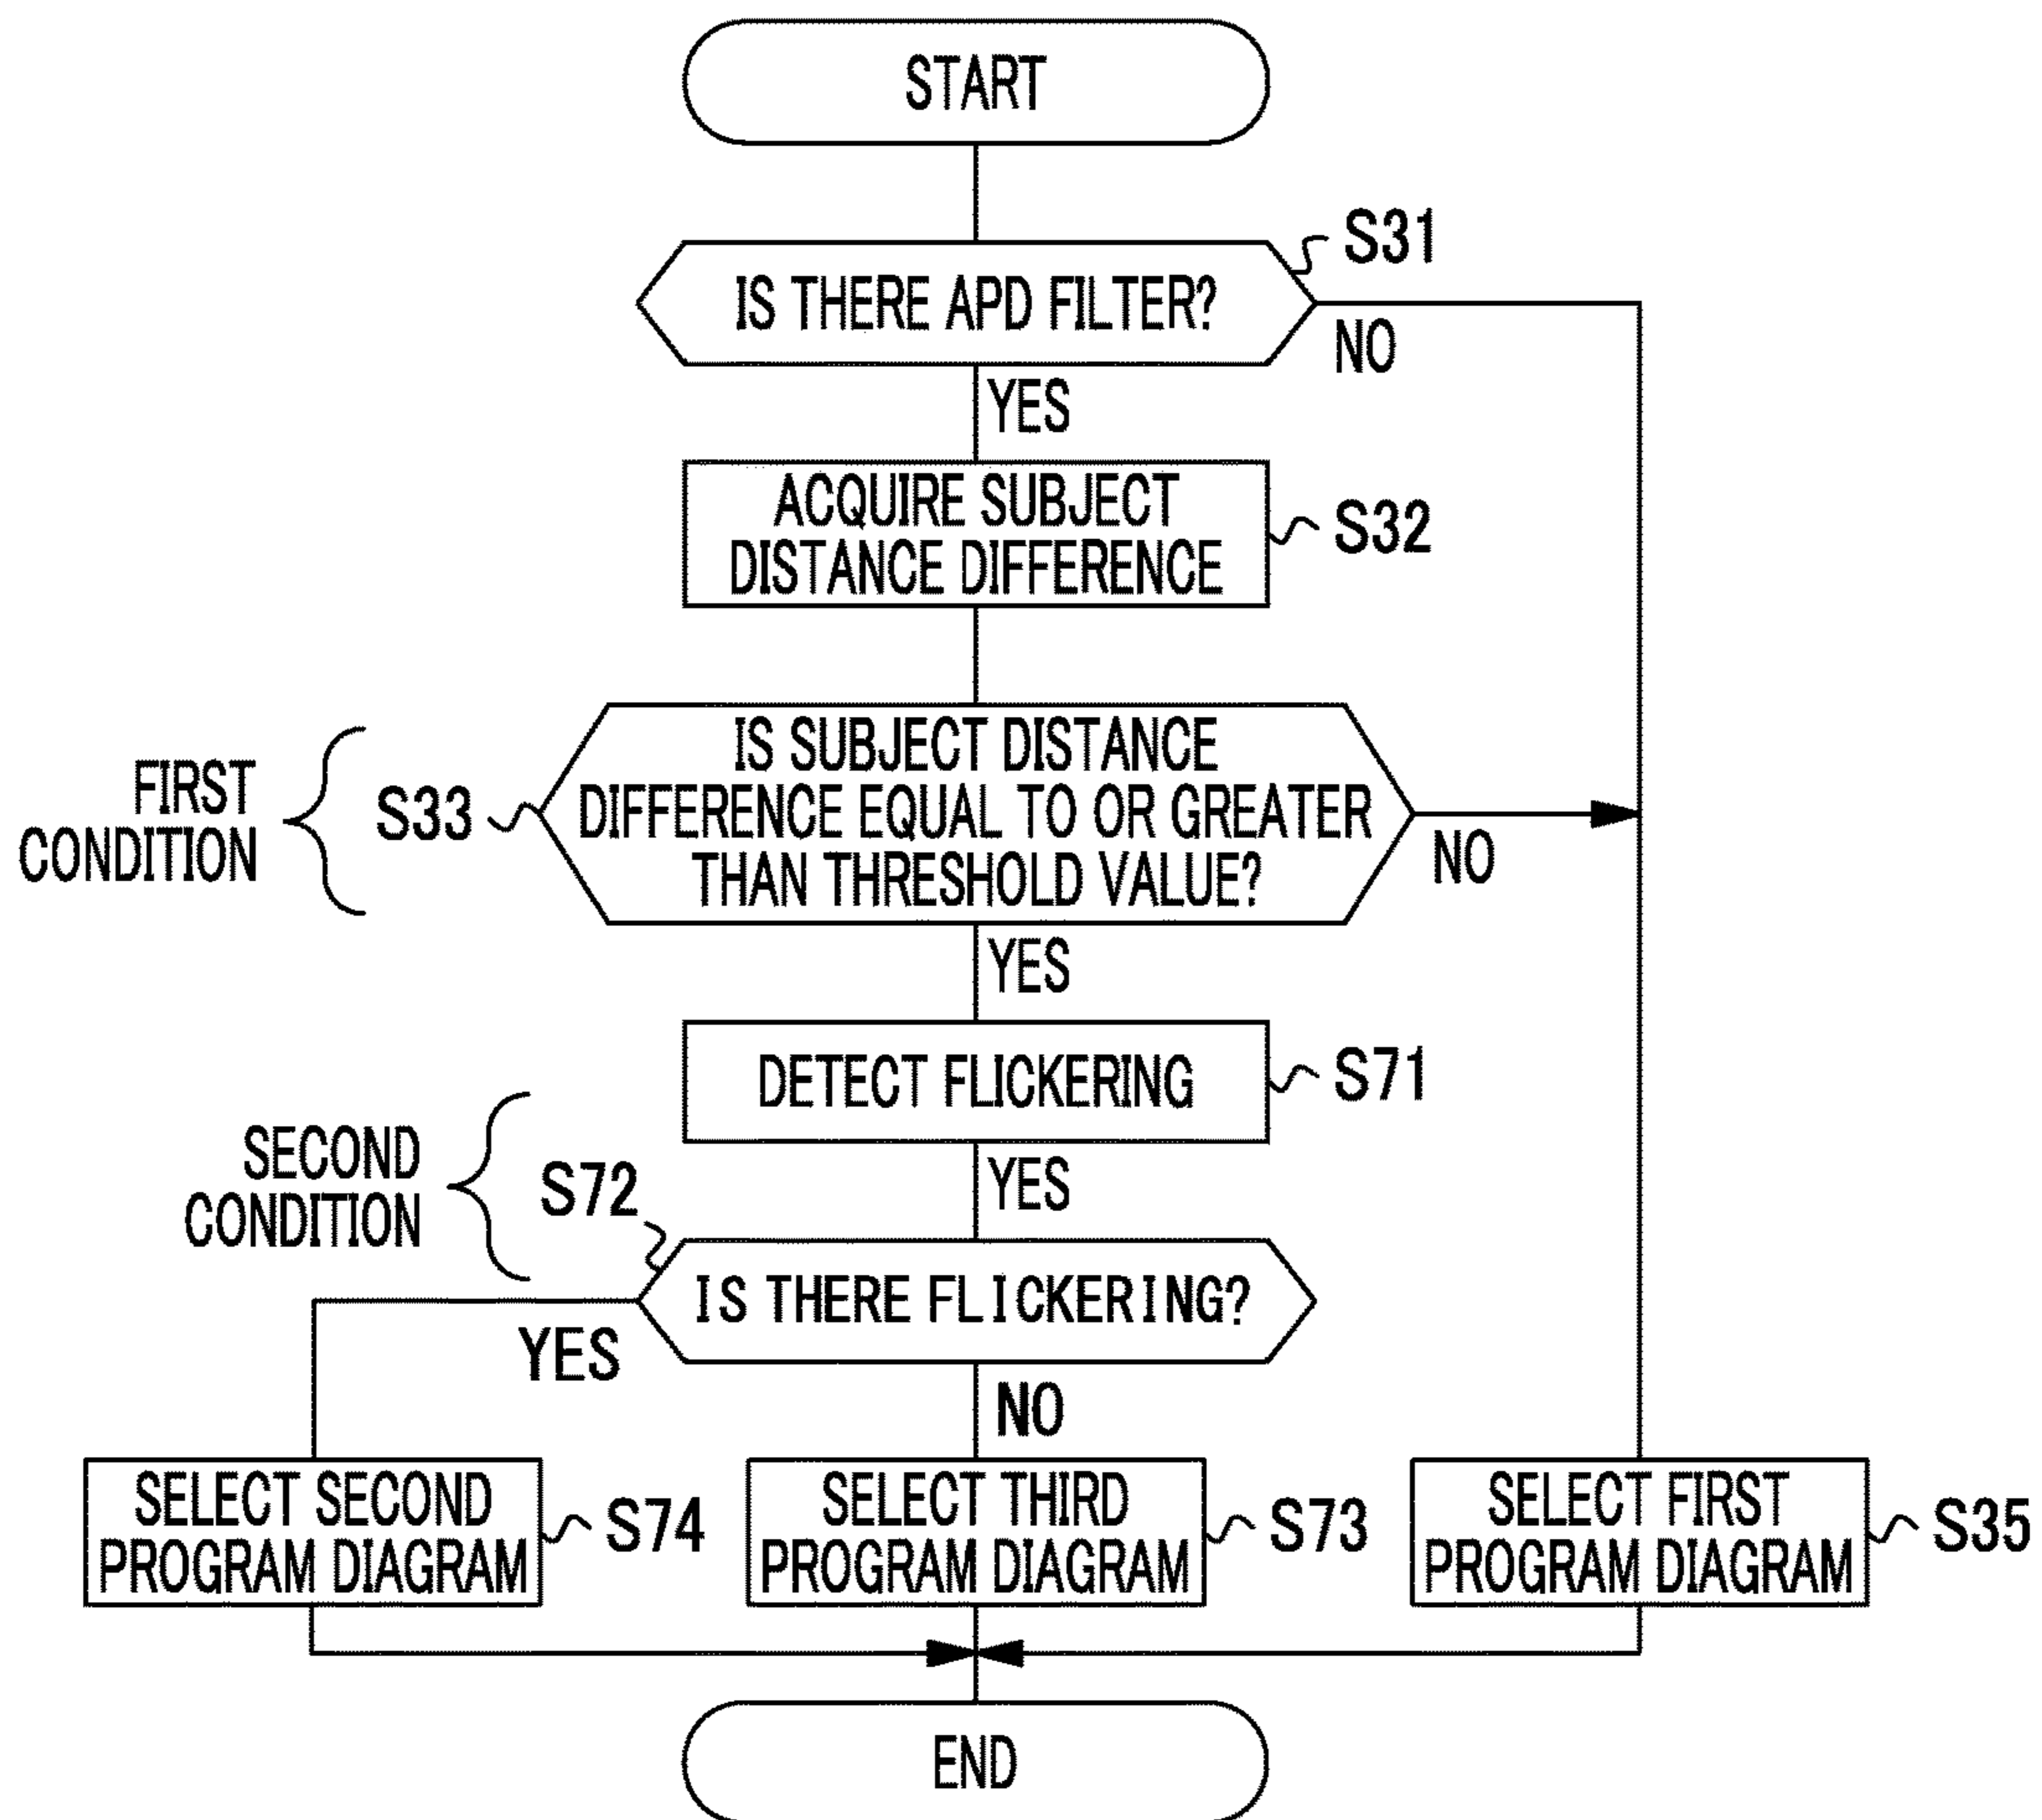 START
S31
IS THERE APD FILTER?
NO
YES
ACQUIRE SUBJECT
DISTANCE DIFFERENCE
S32
FIRST
CONDITION
S33
IS SUBJECT DISTANCE
DIFFERENCE EQUAL TO OR GREATER
THAN THRESHOLD VALUE?
NO
YES
DETECT FLICKERING
S71
SECOND
CONDITION
S72
YES
IS THERE FLICKERING?
YES
NO
SELECT SECOND
PROGRAM DIAGRAM
S74
SELECT THIRD
PROGRAM DIAGRAM
S73
SELECT FIRST
PROGRAM DIAGRAM
S35
END